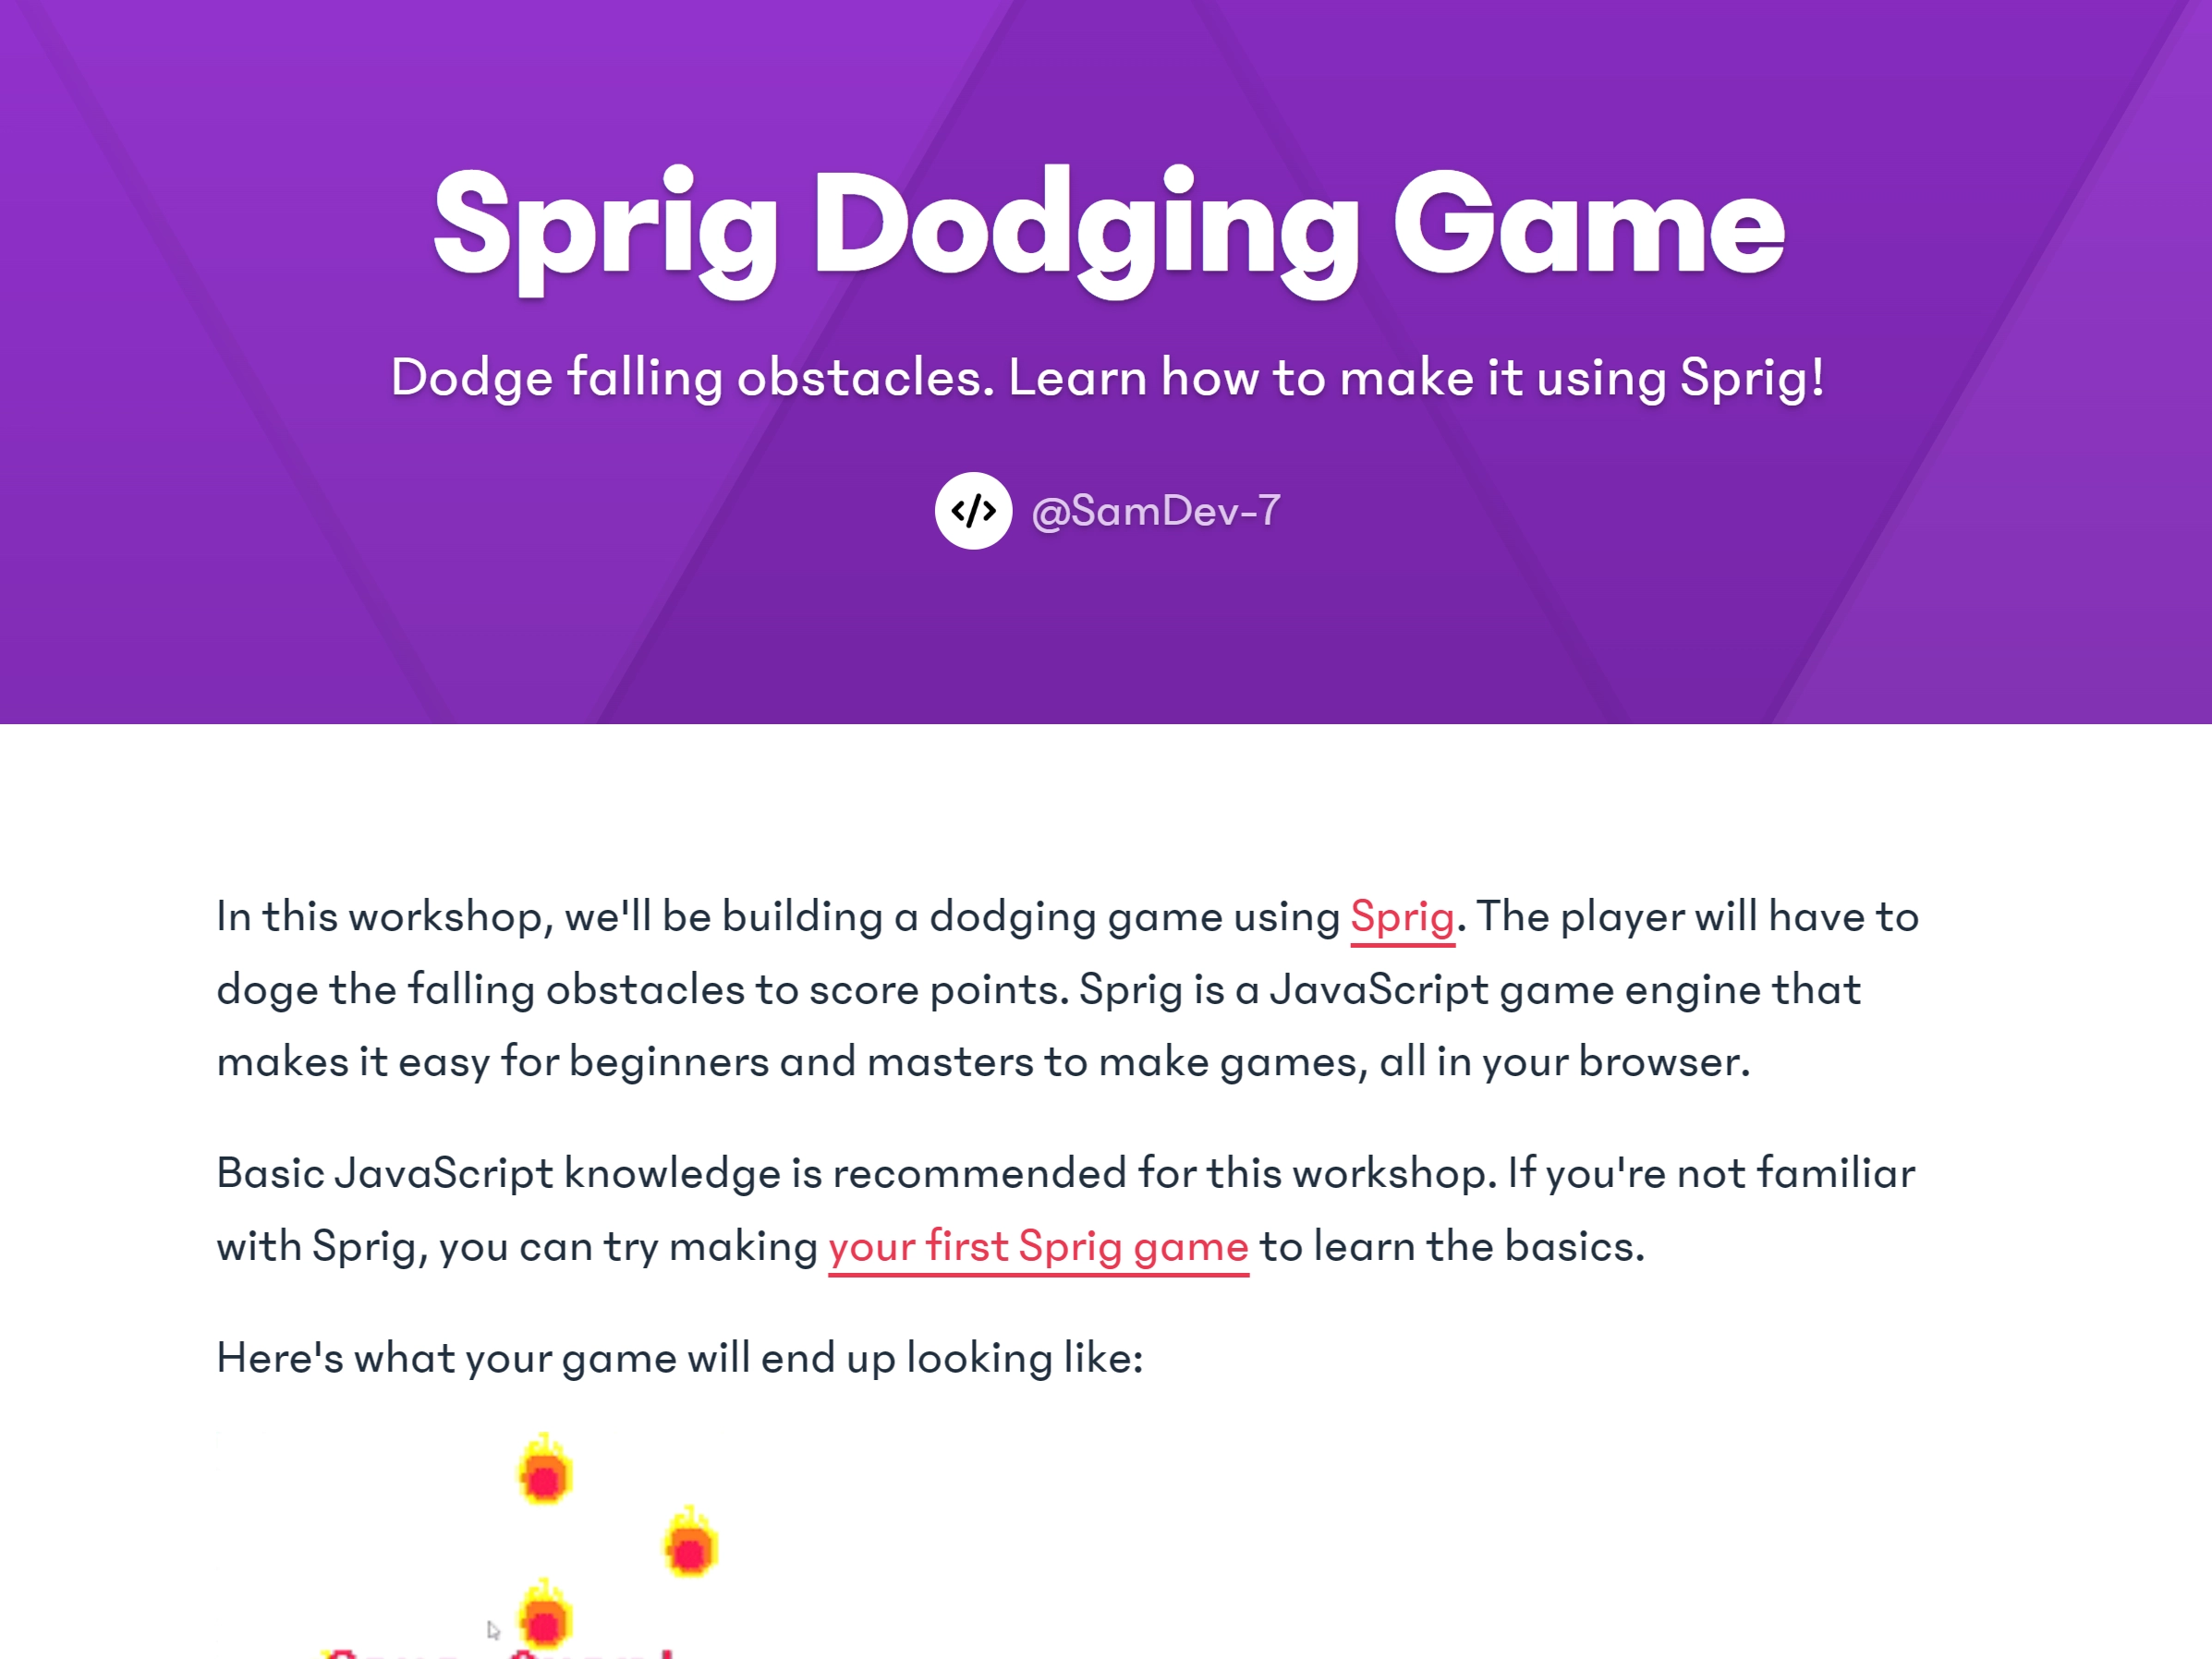 Sprig Dodging Game
Dodge falling obstacles. Learn how to make it using Sprig!
</> @SamDev-7
In this workshop, we'll be building a dodging game using Sprig. The player will have to
doge the falling obstacles to score points. Sprig is a JavaScript game engine that
makes it easy for beginners and masters to make games, all in your browser.
Basic JavaScript knowledge is recommended for this workshop. If you're not familiar
with Sprig, you can try making your first Sprig game to learn the basics.
Here's what your game will end up looking like: